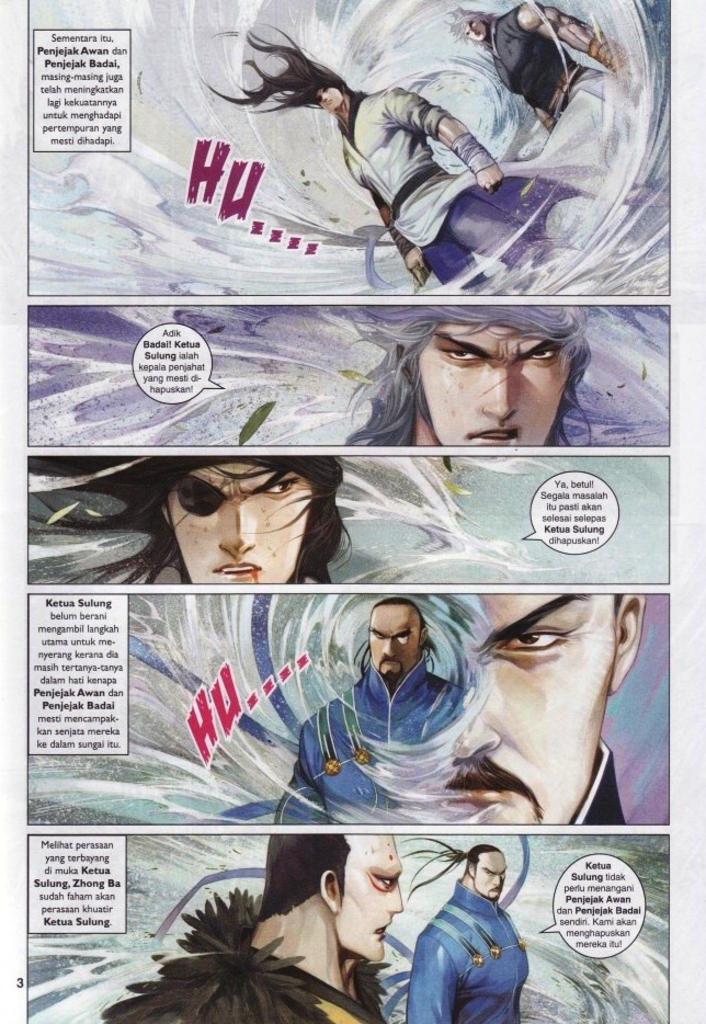 Sementara itu,
Penjejak Awan dan
Penjejak Badai,
masing-masing juga
telah meningkatkan
lagi kekuatannya
untuk menghadapi
pertempuran yang
mesti dihadapi.
HU....
Adik
Badai! Ketua
Sulung ialah
kepala penjahat
yang mesti di-
hapuskan!
Ya, betul!
Segala masalah
itu pasti akan
selesai selepas
Ketua Sulung
dihapuskan!
Ketua Sulung
belum berani
mengambil langkah
utama untuk me-
nyerang kerana dia
masih tertanya-tanya
dalam hati kenapa
Penjejak Awan dan
Penjejak Badai
mesti mencampak-
kan senjata mereka
ke dalam sungai itu.
HU.....
Melihat perasaan
yang terbayang
di muka Ketua
Sulung, Zhong Ba
sudah faham akan
perasaan khuatir
Ketua Sulung.
Ketua
Sulung tidak
perlu menangani
Penjejak Awan
dan Penjejak Badai
sendiri. Kami akan
menghapuskan
mereka itu!
3